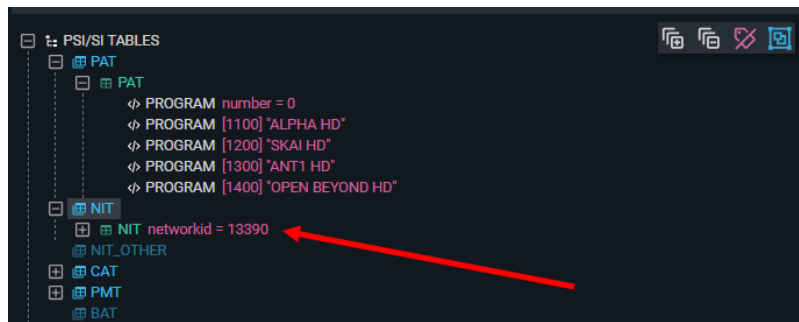 PSI/SI TABLES
PAT
PAT
PROGRAM number = 0
PROGRAM [1100] "ALPHA HD"
PROGRAM [1200] "SKAI HD"
PROGRAM [1300] "ANT1 HD"
PROGRAM [1400] "OPEN BEYOND HD"
NIT
NIT networkid = 13390
NIT_OTHER
CAT
PMT
BAT